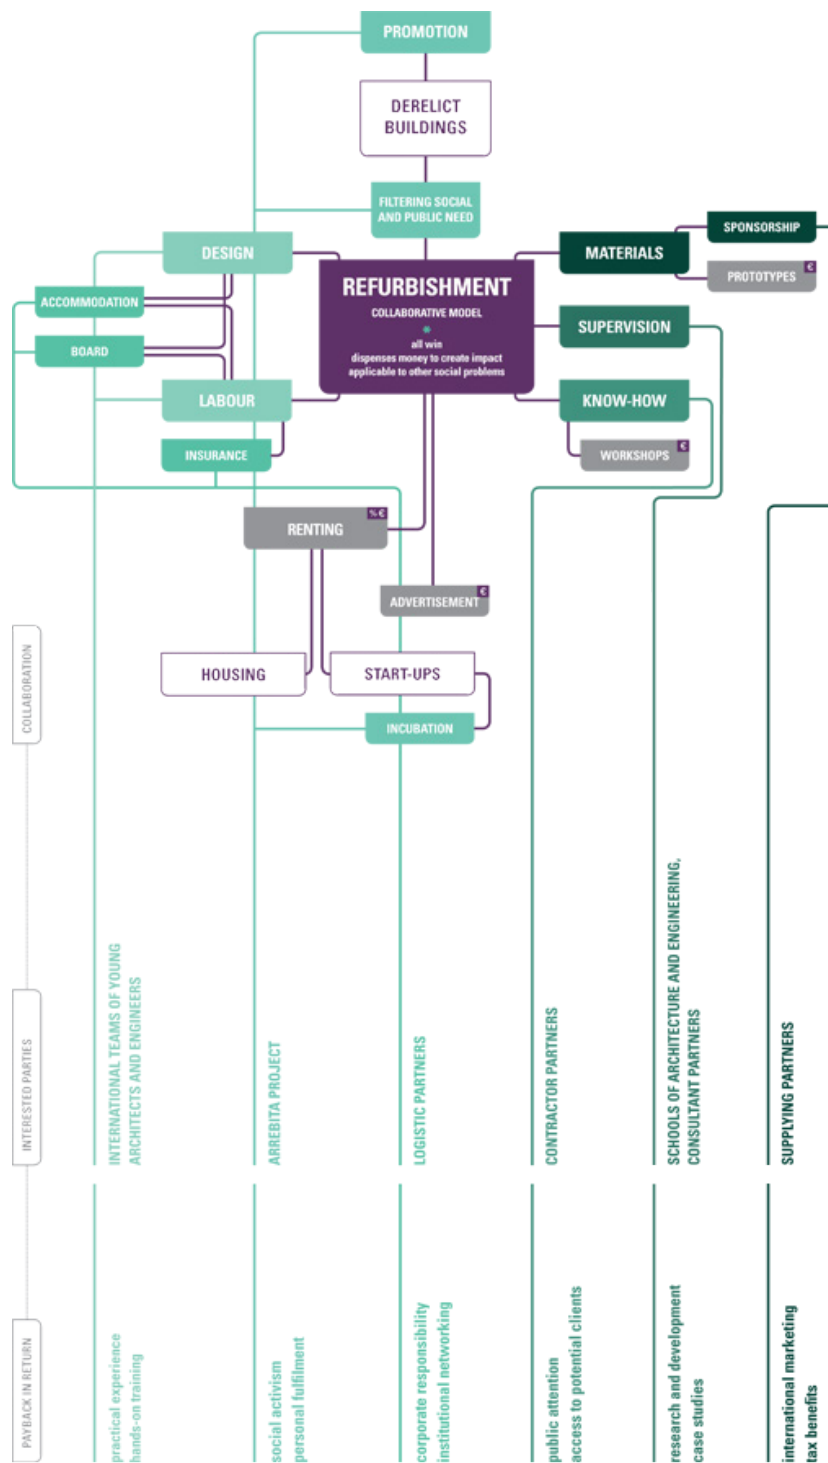 PROMOTION
DERELICT
BUILDINGS
FILTERING SOCIAL
AND PUBLIC NEED
DESIGN
MATERIALS
SPONSORSHIP
PROTOTYPES €
ACCOMMODATION
BOARD
REFURBISHMENT
COLLABORATIVE MODEL
*
all win
dispenses money to create impact
applicable to other social problems
SUPERVISION
LABOUR
KNOW-HOW
INSURANCE
WORKSHOPS €
RENTING % €
ADVERTISEMENT €
HOUSING
START-UPS
INCUBATION
COLLABORATION
INTERESTED PARTIES
INTERNATIONAL TEAMS OF YOUNG
ARCHITECTS AND ENGINEERS
ARREBITA PROJECT
LOGISTIC PARTNERS
CONTRACTOR PARTNERS
SCHOOLS OF ARCHITECTURE AND ENGINEERING,
CONSULTANT PARTNERS
SUPPLYING PARTNERS
PAYBACK IN RETURN
practical experience
hands-on training
social activism
personal fulfilment
corporate responsibility
institutional networking
public attention
access to potential clients
research and development
case studies
international marketing
tax benefits